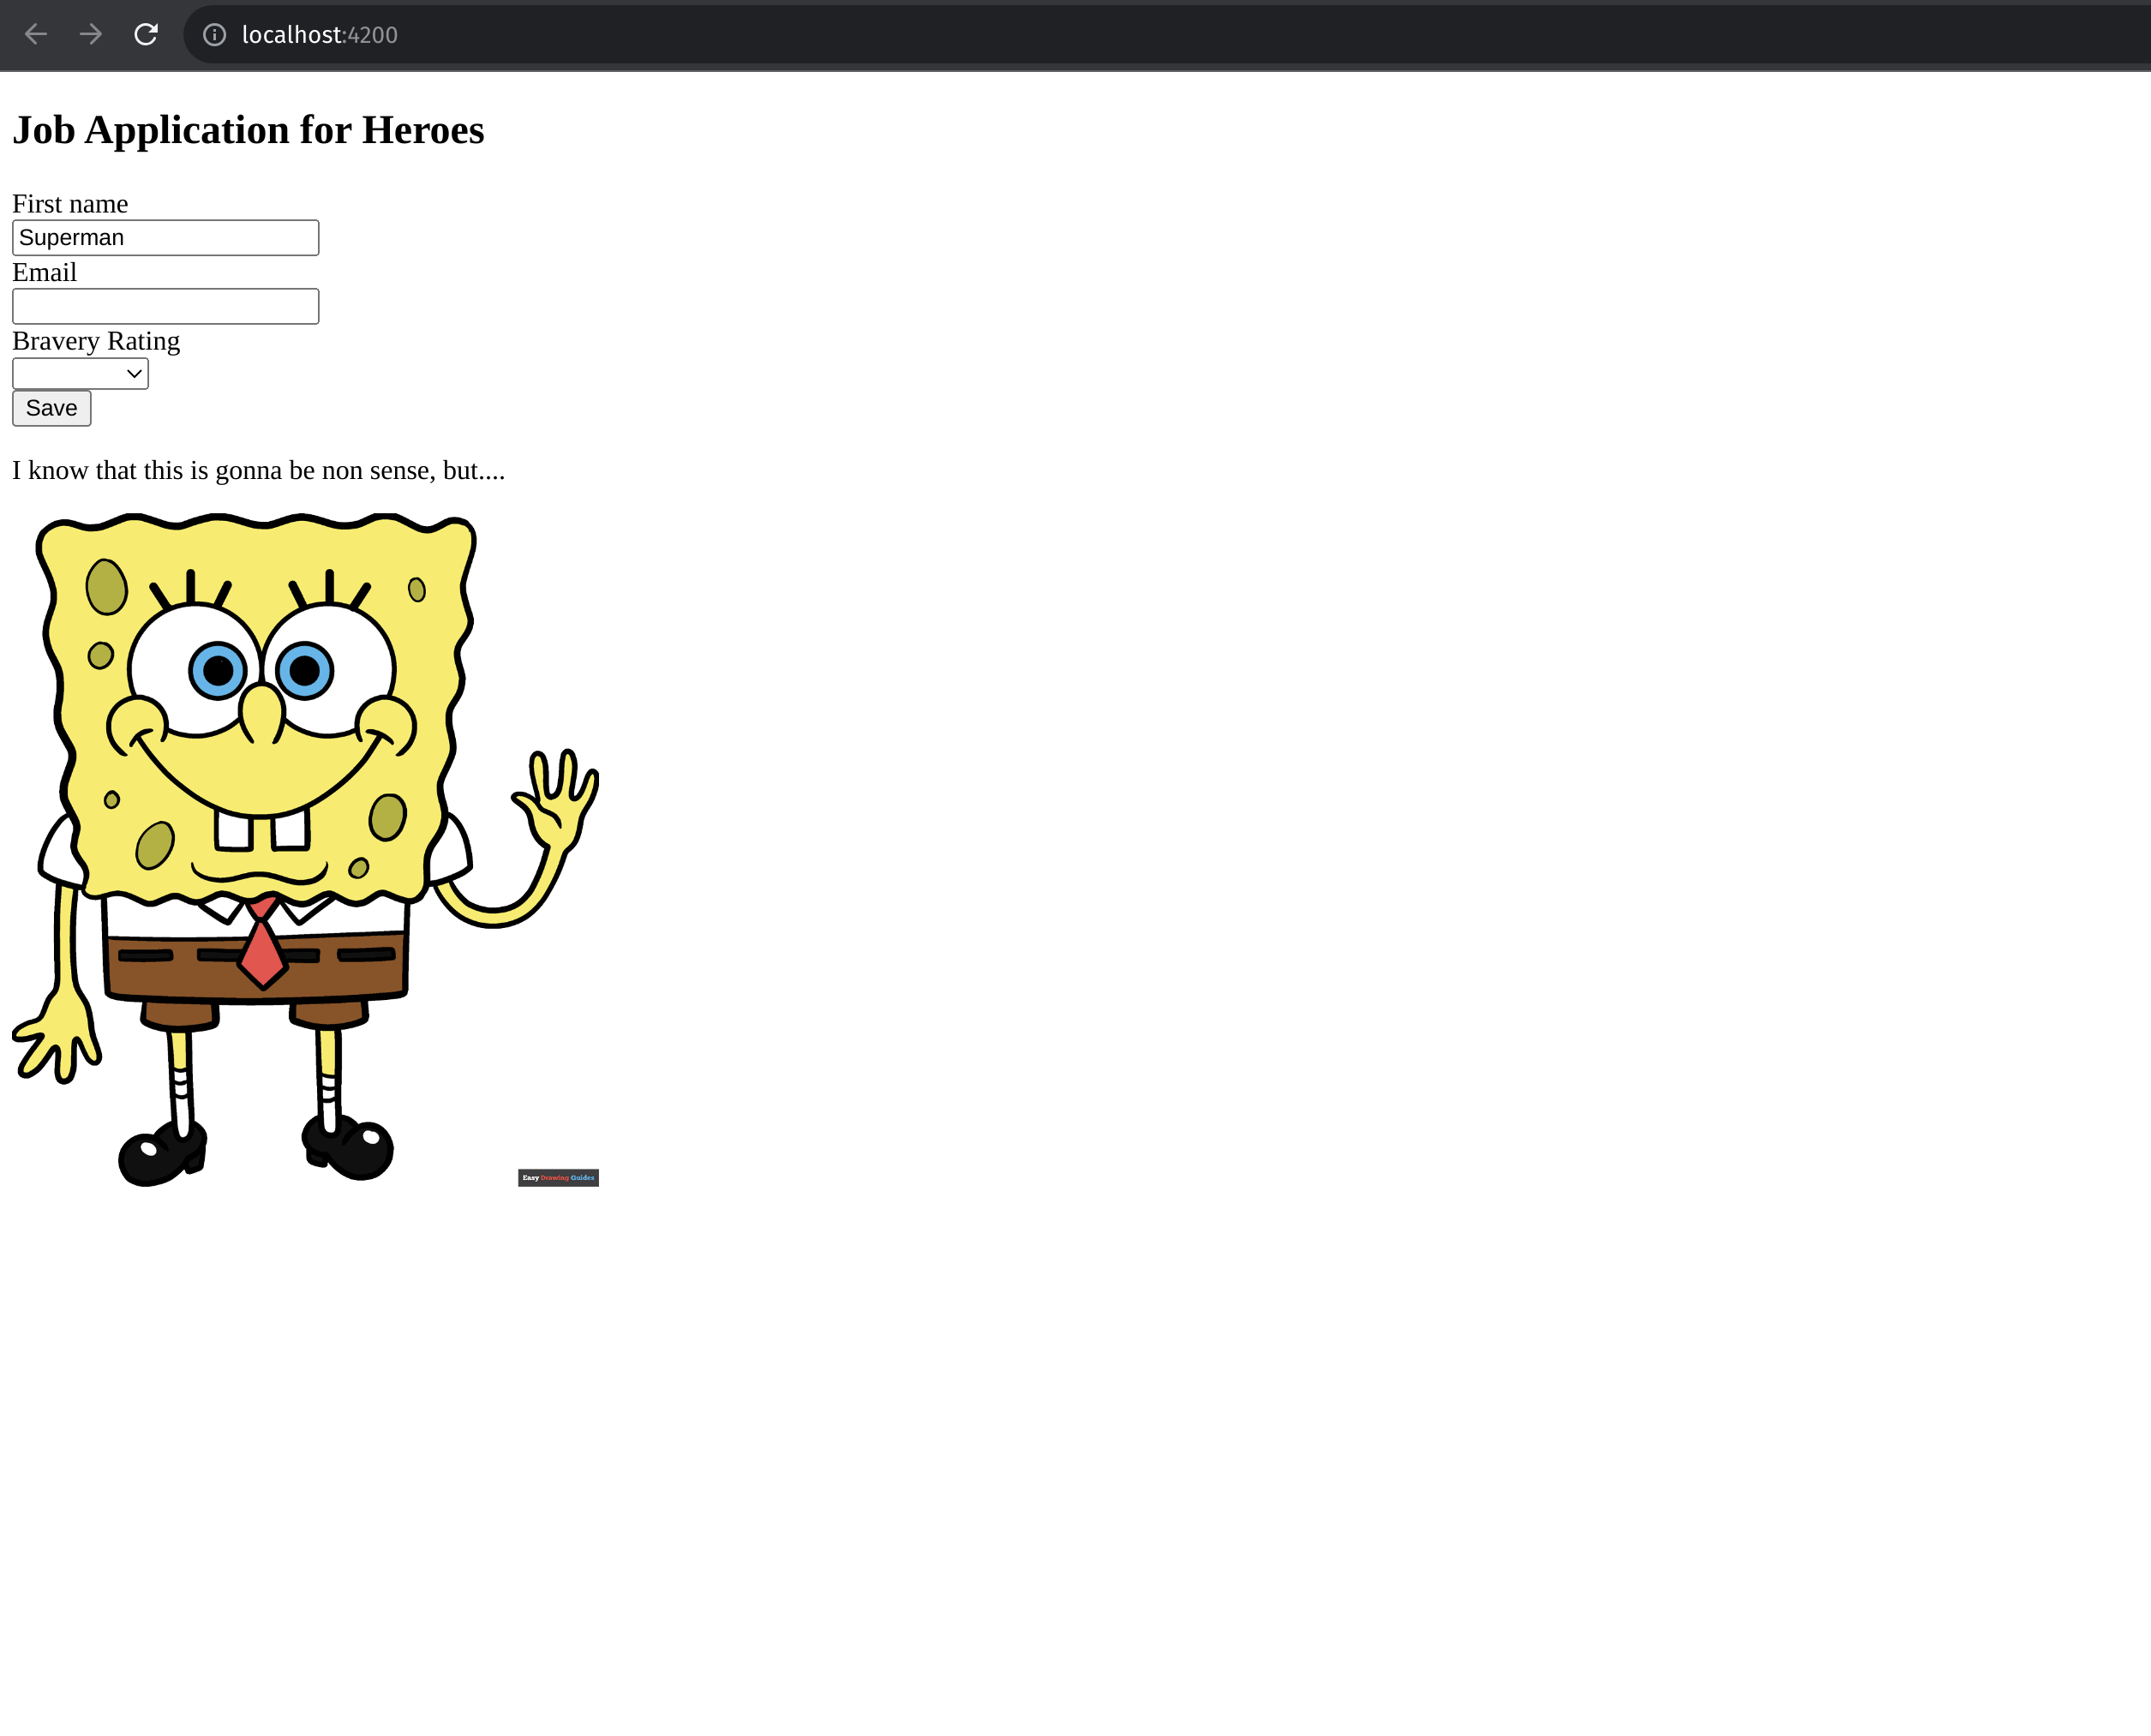 localhost:4200
Job Application for Heroes
First name
Superman
Email
Bravery Rating
Save
I know that this is gonna be non sense, but....
Easy Drawing Guides